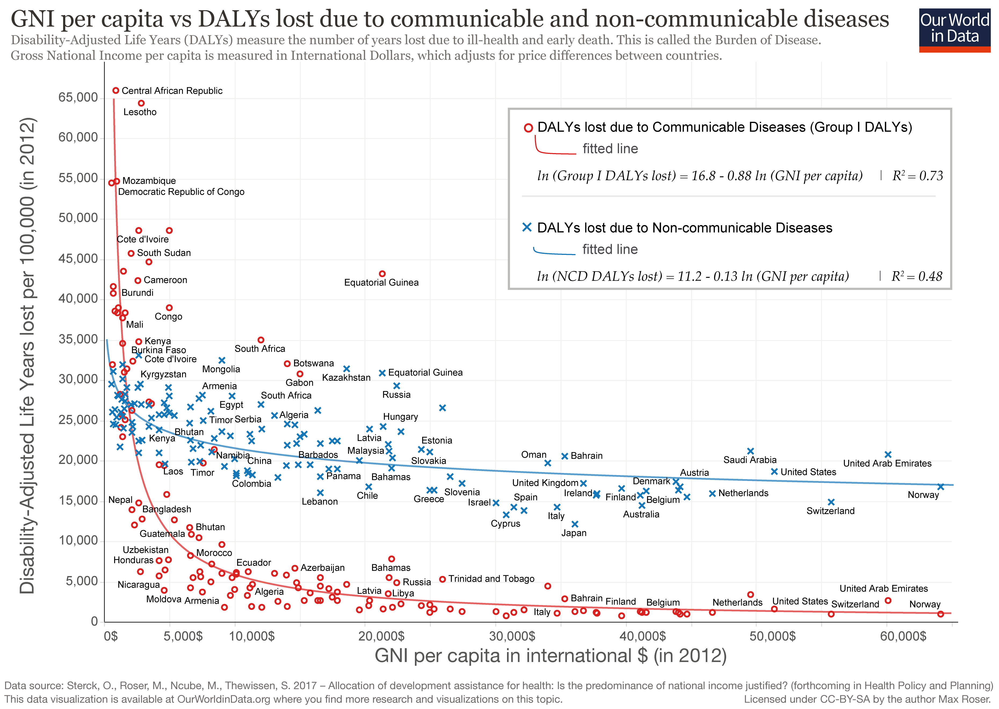 GNI per capita vs DALYs lost due to communicable and non-communicable diseases
Our World
in Data
Disability-Adjusted Life Years (DALYs) measure the number of years lost due to ill-health and early death. This is called the Burden of Disease.
Gross National Income per capita is measured in International Dollars, which adjusts for price differences between countries.
Disability-Adjusted Life Years lost per 100,000 (in 2012)
65,000
60,000
55,000
50,000
45,000
40,000
35,000
30,000
25,000
20,000
15,000
10,000
5,000
0
DALYs lost due to Communicable Diseases (Group I DALYs)
fitted line
ln (Group I DALYs lost) = 16.8 - 0.88 ln (GNI per capita) | R² = 0.73
DALYs lost due to Non-communicable Diseases
fitted line
ln (NCD DALYs lost) = 11.2 - 0.13 ln (GNI per capita) | R² = 0.48
Central African Republic
Lesotho
Mozambique
Democratic Republic of Congo
Cote d'Ivoire
South Sudan
Cameroon
Equatorial Guinea
Burundi
Congo
Mali
Kenya
South Africa
Burkina Faso
Cote d'Ivoire
Botswana
Mongolia
Kyrgyzstan
Kazakhstan
Equatorial Guinea
Gabon
Armenia
South Africa
Russia
Egypt
Algeria
Hungary
Timor
Serbia
Bhutan
Kenya
Latvia
Estonia
Malaysia
Namibia
China
Barbados
Slovakia
Oman
Bahrain
Saudi Arabia
United Arab Emirates
Laos
Timor
Panama
Bahamas
Austria
United States
Colombia
United Kingdom
Denmark
Chile
Slovenia
Ireland
Netherlands
Norway
Nepal
Lebanon
Greece
Israel
Spain
Finland
Belgium
Bangladesh
Italy
Australia
Switzerland
Cyprus
Bhutan
Guatemala
Japan
Uzbekistan
Morocco
Honduras
Ecuador
Azerbaijan
Bahamas
Nicaragua
Russia
Trinidad and Tobago
Algeria
Latvia
Libya
United Arab Emirates
Moldova
Armenia
Bahrain
Finland
Belgium
Netherlands
United States
Switzerland
Norway
Italy
0$
5,000$
10,000$
20,000$
30,000$
40,000$
50,000$
60,000$
GNI per capita in international $ (in 2012)
Data source: Sterck, O., Roser, M., Ncube, M., Thewissen, S. 2017 – Allocation of development assistance for health: Is the predominance of national income justified? (forthcoming in Health Policy and Planning)
This data visualization is available at OurWorldinData.org where you find more research and visualizations on this topic.
Licensed under CC-BY-SA by the author Max Roser.